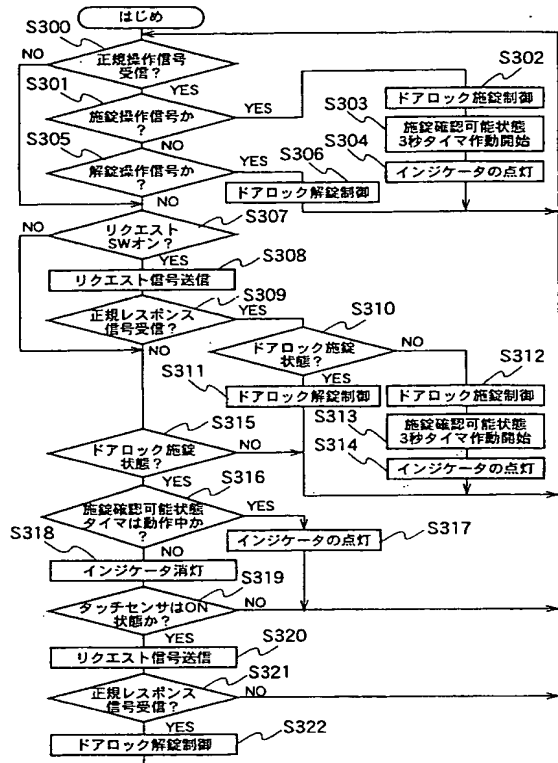 はじめ
S300
正規操作信号
受信？
NO
YES
S301
施錠操作信号か
？
YES
NO
S302
ドアロック施錠制御
S303
施錠確認可能状態
3秒タイマ作動開始
S304
インジケータの点灯
S305
解錠操作信号か
？
YES
NO
S306
ドアロック解錠制御
S307
リクエスト
SWオン？
NO
YES
S308
リクエスト信号送信
S309
正規レスポンス
信号受信？
YES
NO
S310
ドアロック施錠
状態？
NO
YES
S311
ドアロック解錠制御
S312
ドアロック施錠制御
S313
施錠確認可能状態
3秒タイマ作動開始
S314
インジケータの点灯
S315
ドアロック施錠
状態？
NO
YES
S316
施錠確認可能状態
タイマは動作中か
？
YES
NO
S317
インジケータの点灯
S318
インジケータ消灯
S319
タッチセンサはON
状態か？
NO
YES
S320
リクエスト信号送信
S321
正規レスポンス
信号受信？
NO
YES
S322
ドアロック解錠制御